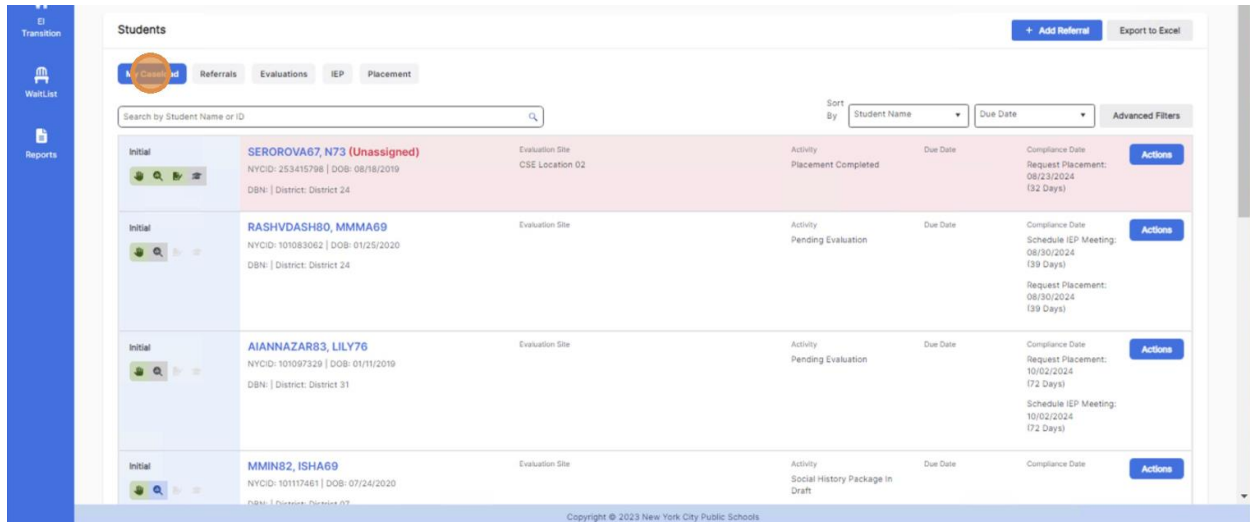 EI
Transition
WaitList
Reports
Students
+ Add Referral
Export to Excel
My Caseload
Referrals
Evaluations
IEP
Placement
Search by Student Name or ID
Sort
By
Student Name
Due Date
Advanced Filters
Initial
SEROROVA67, N73 (Unassigned)
NYCID: 253415798 | DOB: 08/18/2019
DBN: | District: District 24
Evaluation Site
CSE Location 02
Activity
Placement Completed
Due Date
Compliance Date
Request Placement:
08/23/2024
(32 Days)
Actions
Initial
RASHVDASH80, MMMA69
NYCID: 101083062 | DOB: 01/25/2020
DBN: | District: District 24
Evaluation Site
Activity
Pending Evaluation
Due Date
Compliance Date
Schedule IEP Meeting:
08/30/2024
(39 Days)
Request Placement:
08/30/2024
(39 Days)
Actions
Initial
AIANNAZAR83, LILY76
NYCID: 101097329 | DOB: 01/11/2019
DBN: | District: District 31
Evaluation Site
Activity
Pending Evaluation
Due Date
Compliance Date
Request Placement:
10/02/2024
(72 Days)
Schedule IEP Meeting:
10/02/2024
(72 Days)
Actions
Initial
MMIN82, ISHA69
NYCID: 101117461 | DOB: 07/24/2020
DBN: | District: District 07
Evaluation Site
Activity
Social History Package In
Draft
Due Date
Compliance Date
Actions
Copyright © 2023 New York City Public Schools